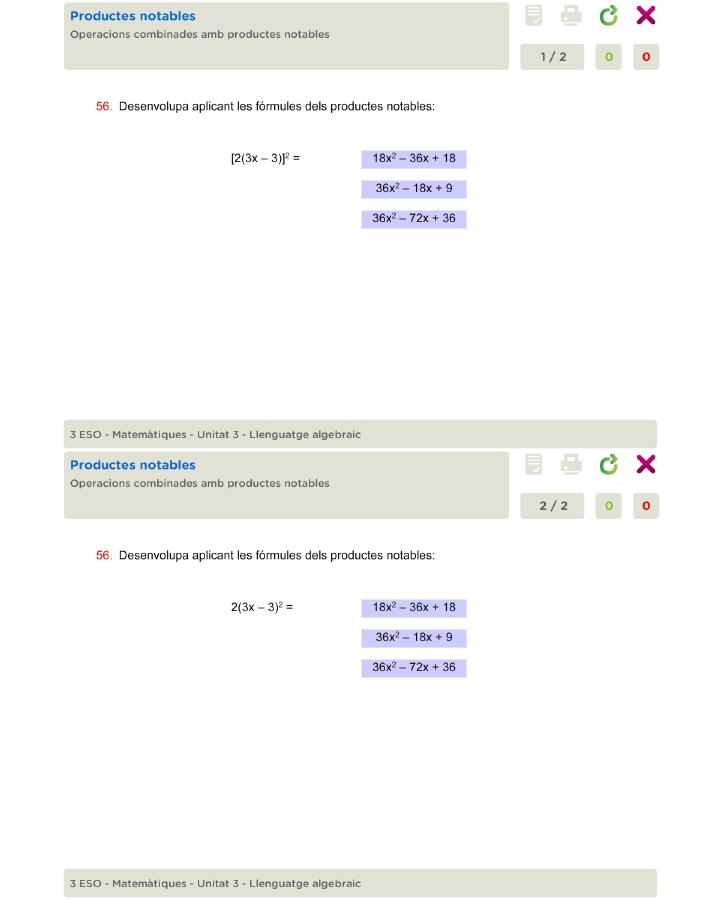 Productes notables
Operacions combinades amb productes notables
1 / 2
0
0
56. Desenvolupa aplicant les fórmules dels productes notables:
[2(3x – 3)]² =
18x² – 36x + 18
36x² – 18x + 9
36x² – 72x + 36
3 ESO - Matemàtiques - Unitat 3 - Llenguatge algebraic
Productes notables
Operacions combinades amb productes notables
2 / 2
0
0
56. Desenvolupa aplicant les fórmules dels productes notables:
2(3x – 3)² =
18x² – 36x + 18
36x² – 18x + 9
36x² – 72x + 36
3 ESO - Matemàtiques - Unitat 3 - Llenguatge algebraic